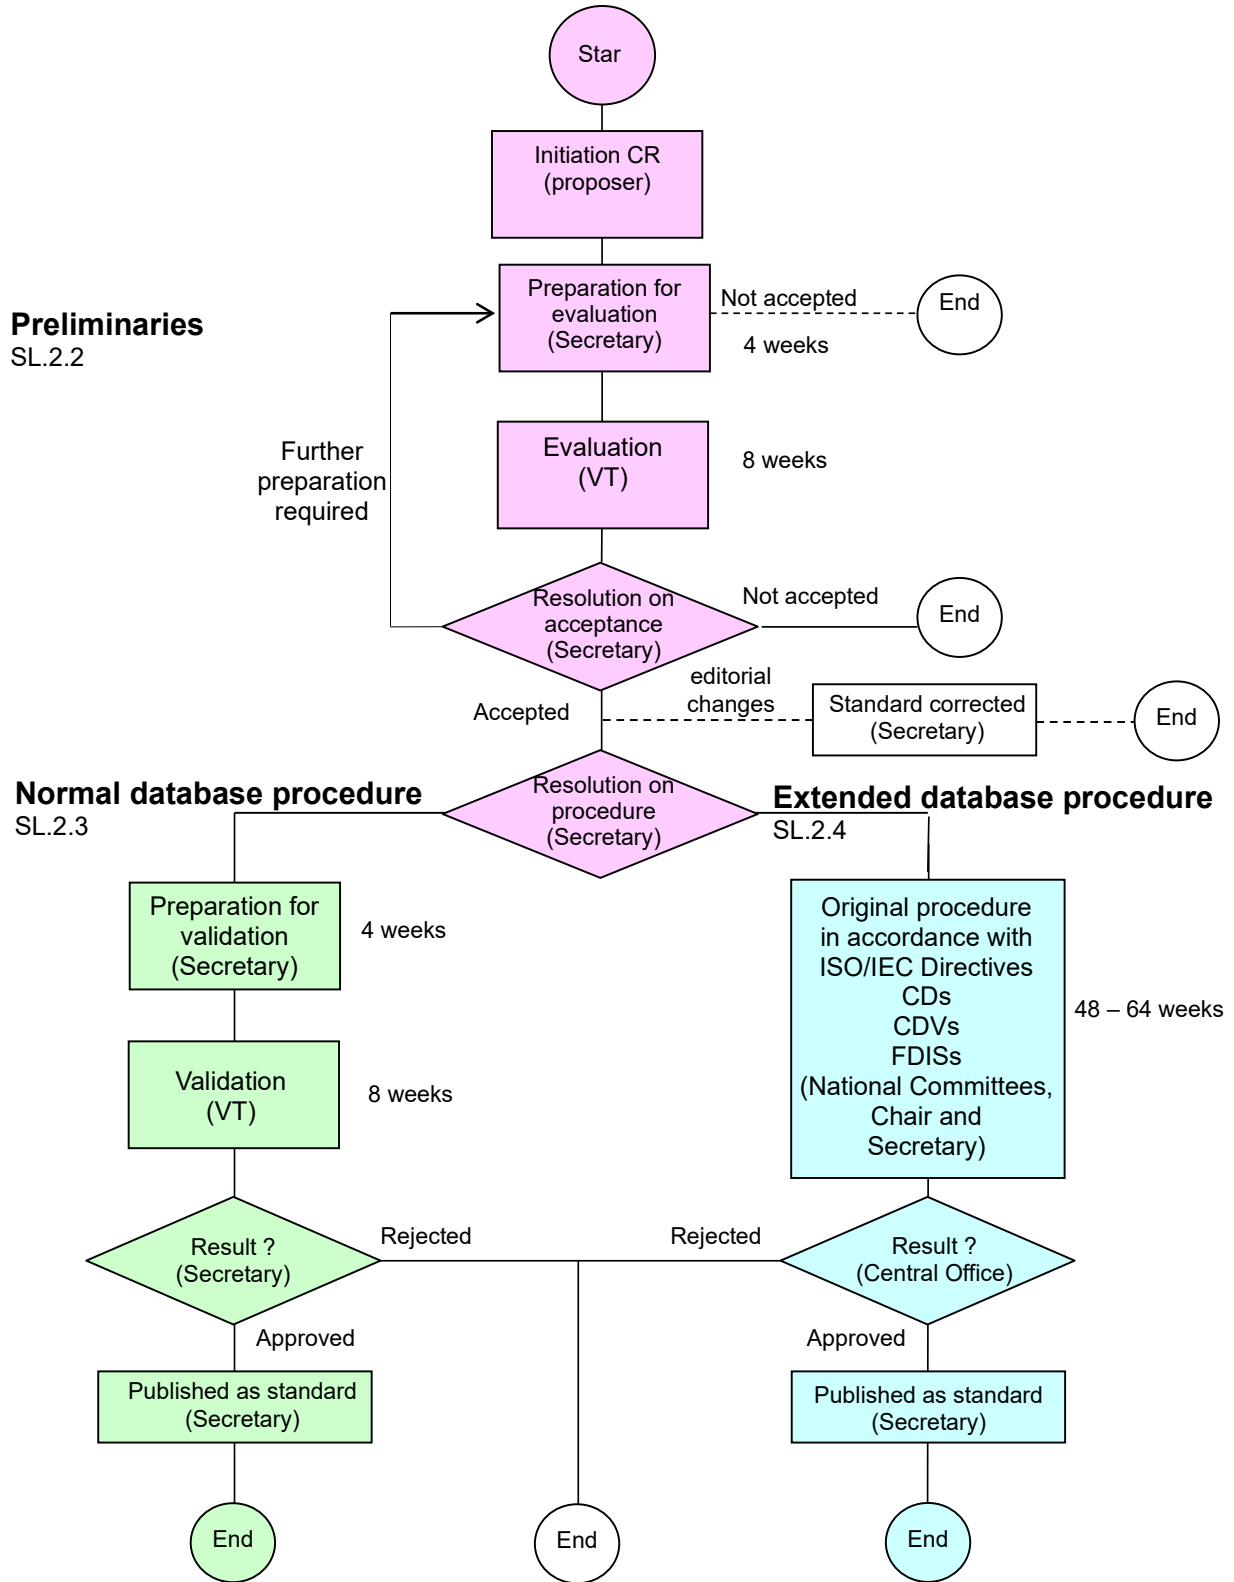 Star
Initiation CR
(proposer)
Preparation for
evaluation
(Secretary)
Not accepted
4 weeks
End
Preliminaries
SL.2.2
Further
preparation
required
Evaluation
(VT)
8 weeks
Resolution on
acceptance
(Secretary)
Not accepted
End
Accepted
editorial
changes
Standard corrected
(Secretary)
End
Resolution on
procedure
(Secretary)
Normal database procedure
SL.2.3
Extended database procedure
SL.2.4
Preparation for
validation
(Secretary)
4 weeks
Validation
(VT)
8 weeks
Original procedure
in accordance with
ISO/IEC Directives
CDs
CDVs
FDISs
(National Committees,
Chair and
Secretary)
48 – 64 weeks
Result ?
(Secretary)
Rejected
Rejected
Result ?
(Central Office)
Approved
Approved
Published as standard
(Secretary)
Published as standard
(Secretary)
End
End
End